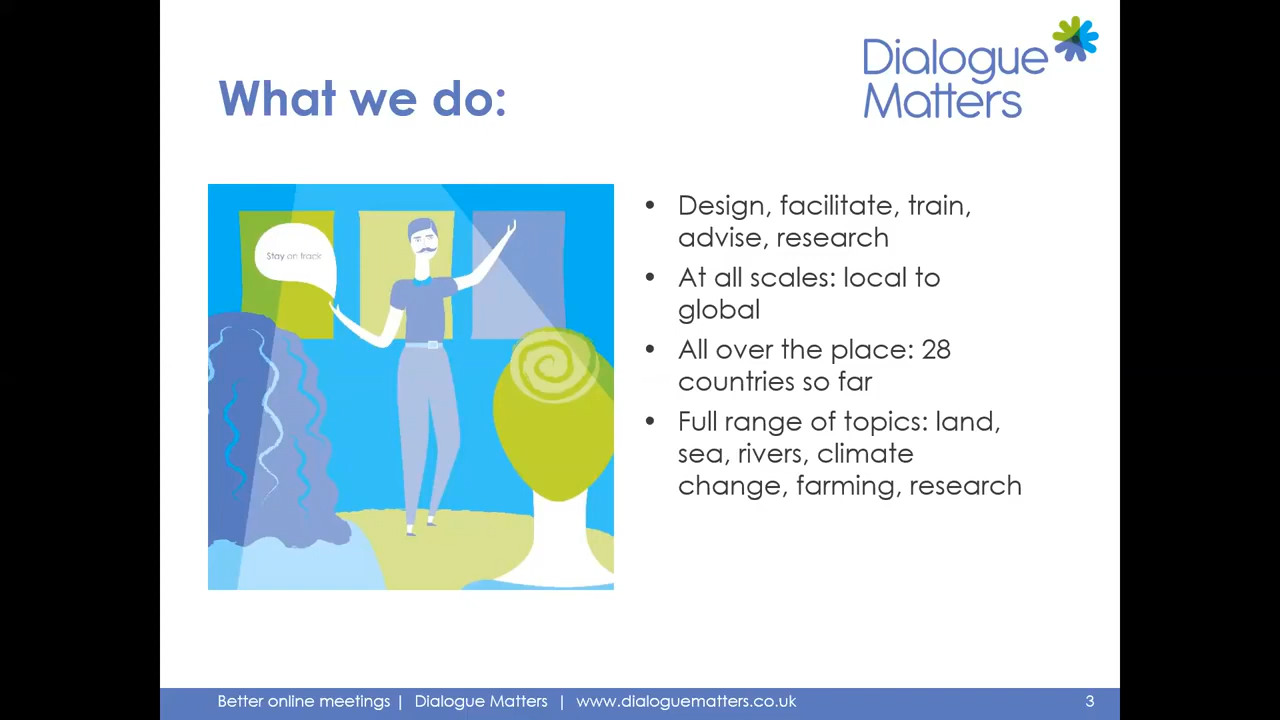 Dialogue
Matters
What we do:
Stay on track
• Design, facilitate, train,
advise, research
• At all scales: local to
global
• All over the place: 28
countries so far
• Full range of topics: land,
sea, rivers, climate
change, farming, research
Better online meetings | Dialogue Matters | www.dialoguematters.co.uk 3